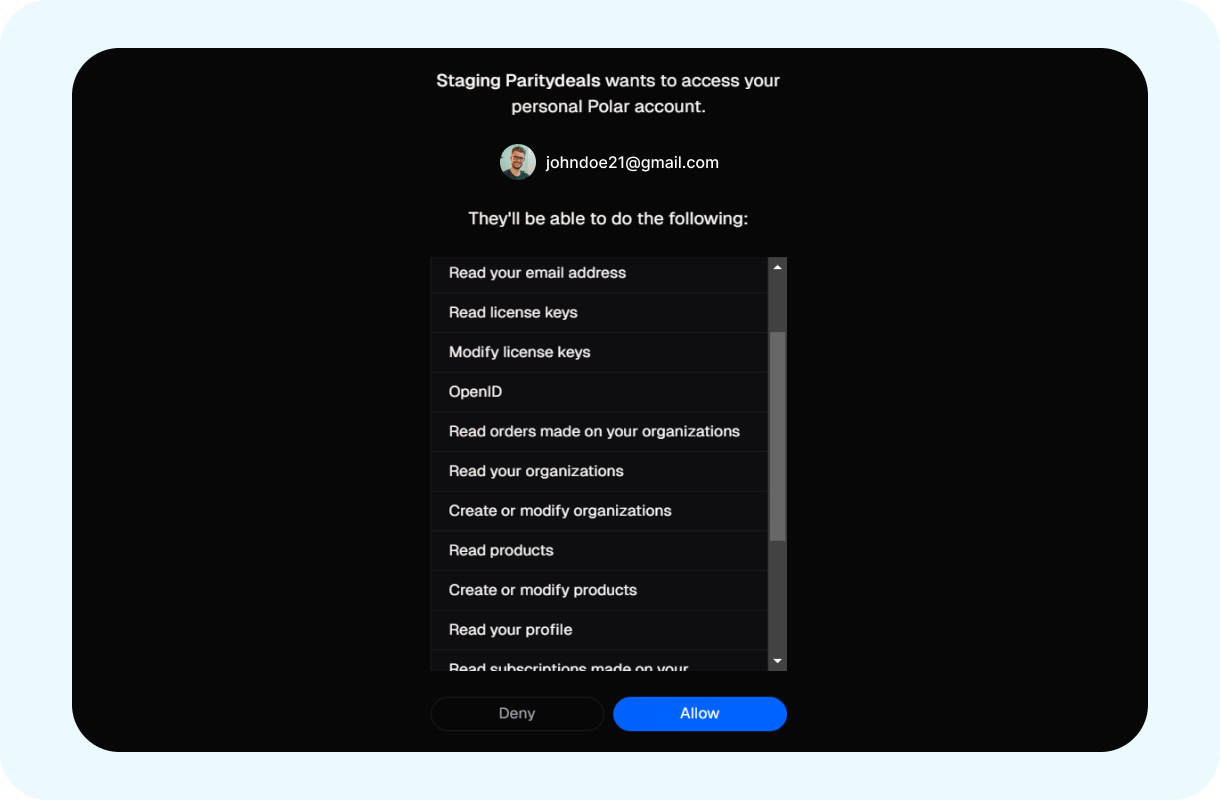 Staging Paritydeals wants to access your
personal Polar account.
johndoe21@gmail.com
They'll be able to do the following:
Read your email address
Read license keys
Modify license keys
OpenID
Read orders made on your organizations
Read your organizations
Create or modify organizations
Read products
Create or modify products
Read your profile
Read subscriptions made on your
Deny
Allow